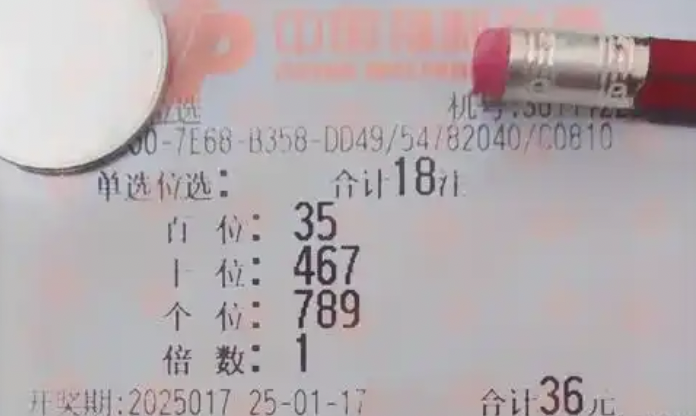 中国福利彩票
位选 机号:
00-7E68-B358-DD49/54782040/C0810
单选位选: 合计18注
百 位: 35
十 位: 467
个 位: 789
倍 数: 1
开奖期:2025017 25-01-17 合计36元